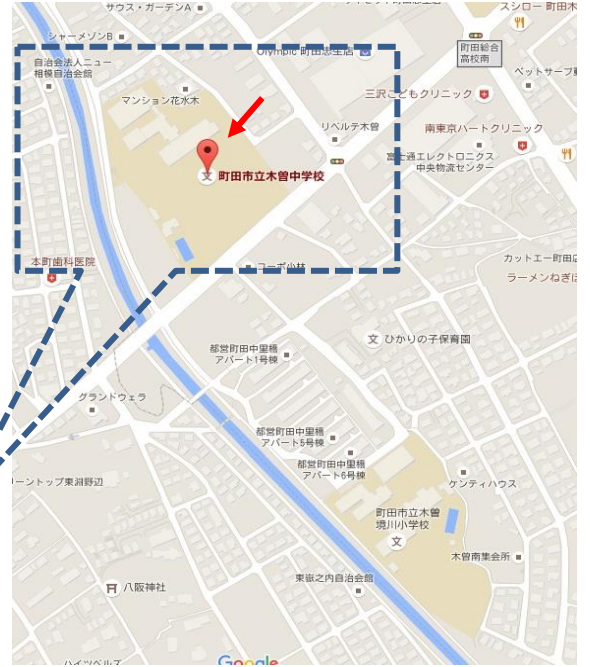 サウス・ガーデンA
スシロー 町田木
シャーメゾンB
Olympic 町田忠生店
町田総合
高校南
自治会法人ニュー
相模自治会館
ペットサーブ
マンション花水木
三沢こどもクリニック
リベルテ木曽
南東京ハートクリニック
富士通エレクトロニクス
中央物流センター
文 町田市立木曽中学校
本町歯科医院
コーポ小林
カットエー町田店
ラーメンねぎ
都営町田中里橋
アパート1号棟
文 ひかりの子保育園
グランドウェラ
都営町田中里橋
アパート5号棟
都営町田中里橋
アパート6号棟
ーントップ東淵野辺
ケンティハウス
町田市立木曽
境川小学校
文
木曽南集会所
東嶽之内自治会館
八阪神社
ハイツベルズ
Google